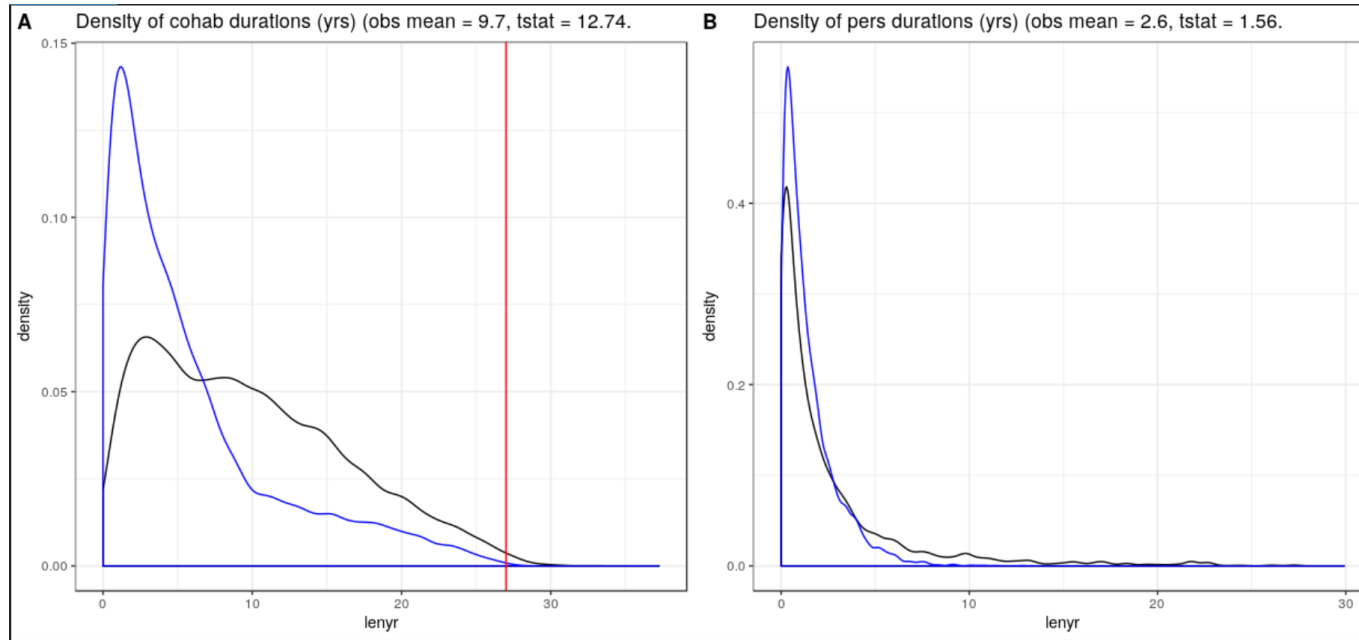 A Density of cohab durations (yrs) (obs mean = 9.7, tstat = 12.74.
0.15
0.10
0.05
0.00
density
0 10 20 30
lenyr
B Density of pers durations (yrs) (obs mean = 2.6, tstat = 1.56.
0.4
0.2
0.0
density
0 10 20 30
lenyr